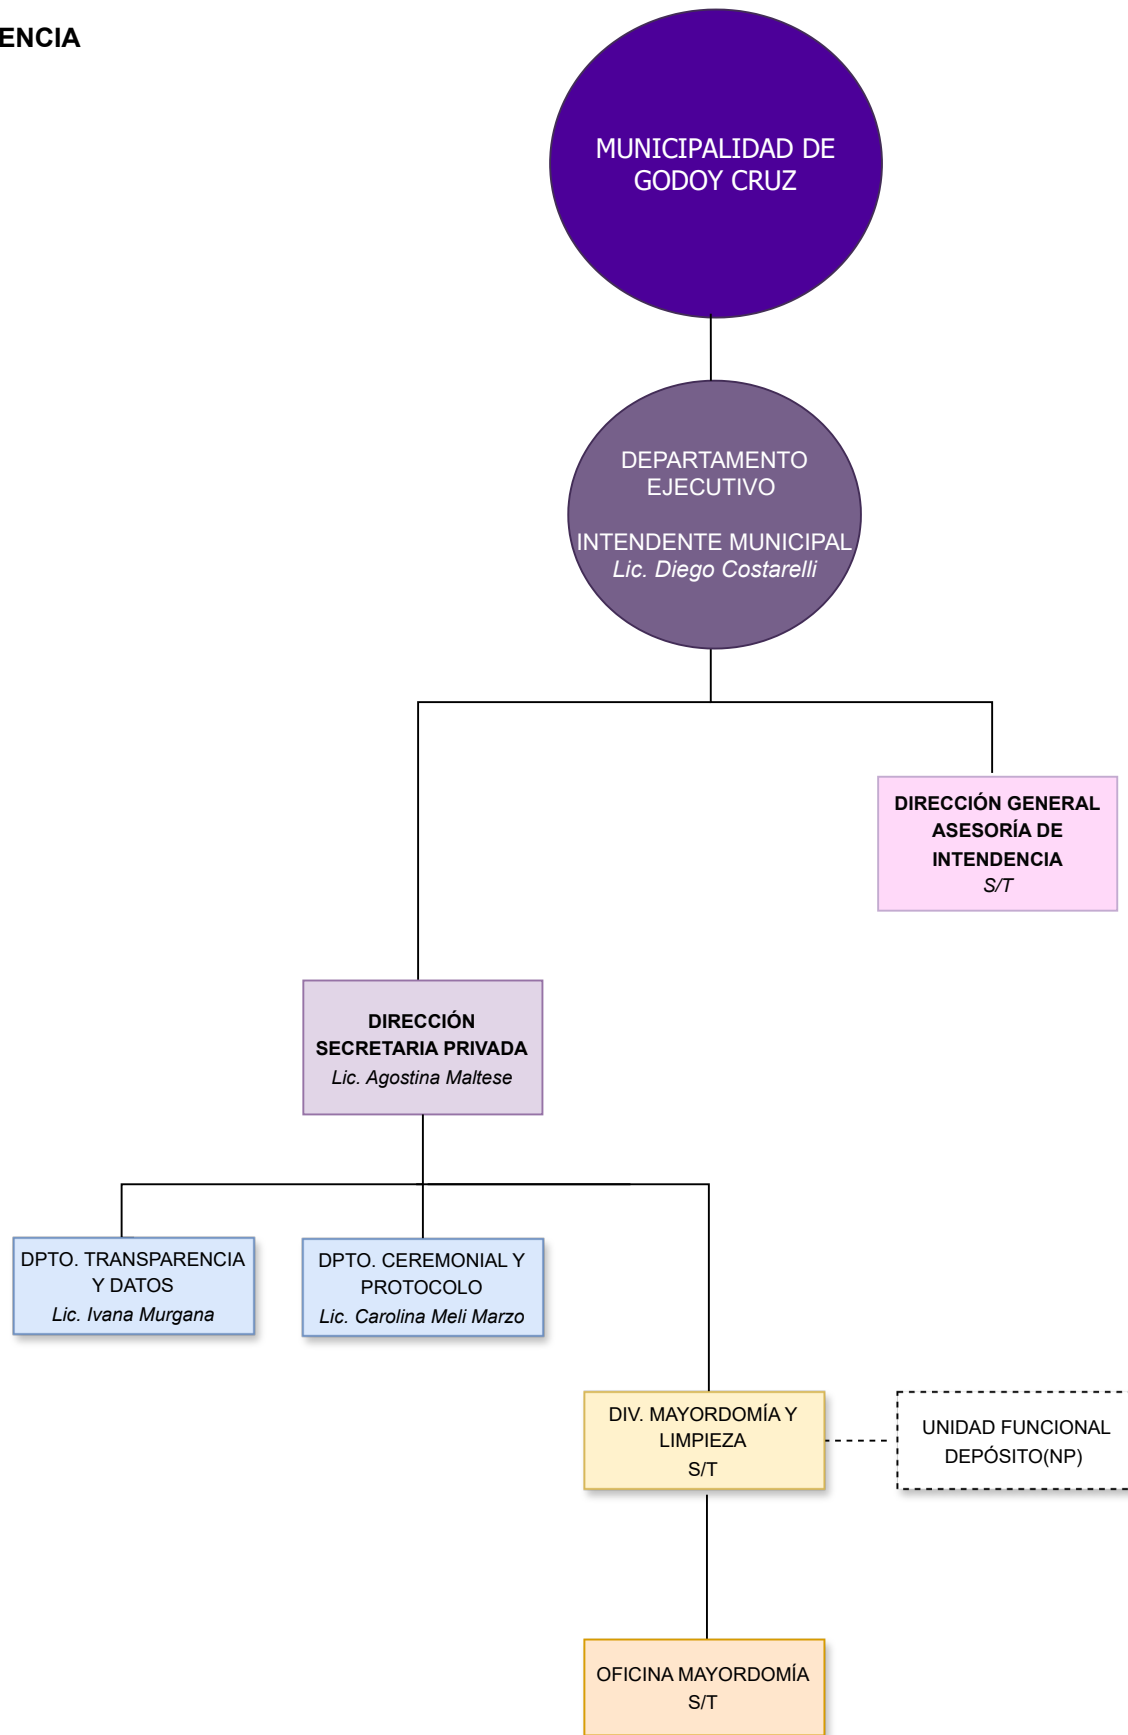 ENCIA
MUNICIPALIDAD DE
GODOY CRUZ
DEPARTAMENTO
EJECUTIVO
INTENDENTE MUNICIPAL
Lic. Diego Costarelli
DIRECCIÓN GENERAL
ASESORÍA DE
INTENDENCIA
S/T
DIRECCIÓN
SECRETARIA PRIVADA
Lic. Agostina Maltese
DPTO. TRANSPARENCIA
Y DATOS
Lic. Ivana Murgana
DPTO. CEREMONIAL Y
PROTOCOLO
Lic. Carolina Meli Marzo
DIV. MAYORDOMÍA Y
LIMPIEZA
S/T
UNIDAD FUNCIONAL
DEPÓSITO(NP)
OFICINA MAYORDOMÍA
S/T